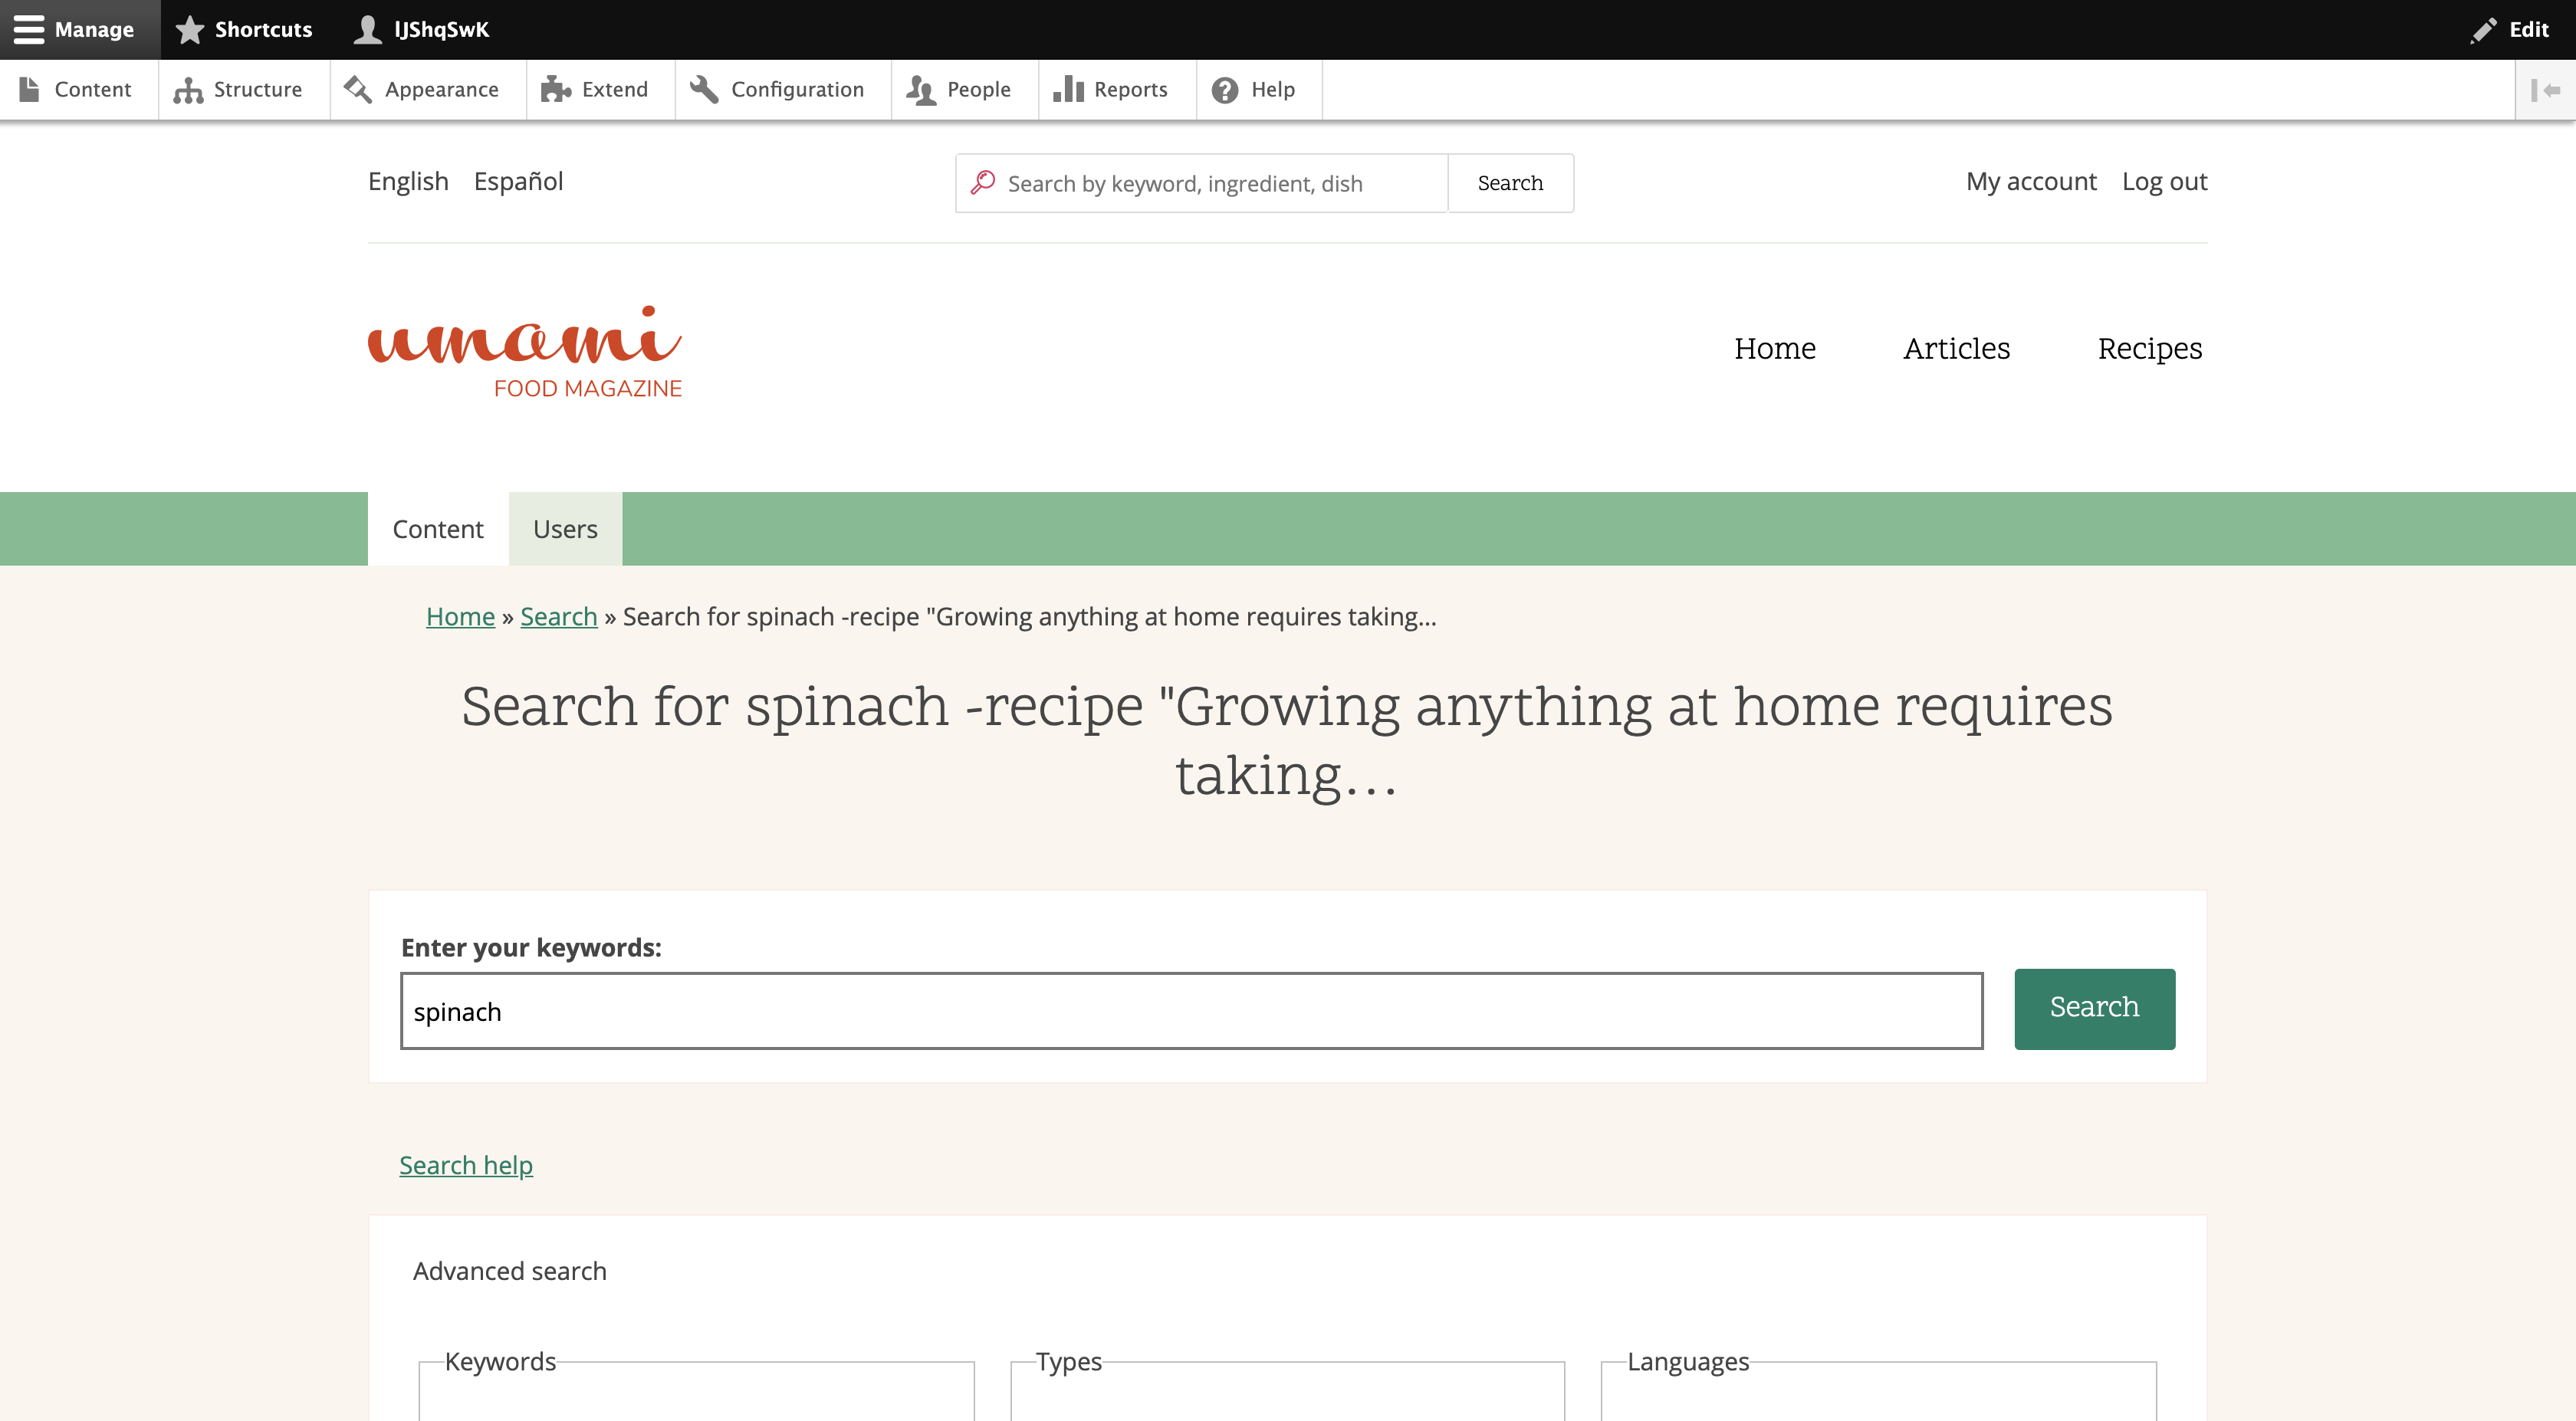 Manage Shortcuts lJShqSwK Edit
Content Structure Appearance Extend Configuration People Reports Help
English Español Search by keyword, ingredient, dish Search My account Log out
umami
FOOD MAGAZINE
Home Articles Recipes
Content Users
Home » Search » Search for spinach -recipe "Growing anything at home requires taking...
Search for spinach -recipe "Growing anything at home requires
taking...
Enter your keywords:
spinach
Search
Search help
Advanced search
Keywords Types Languages